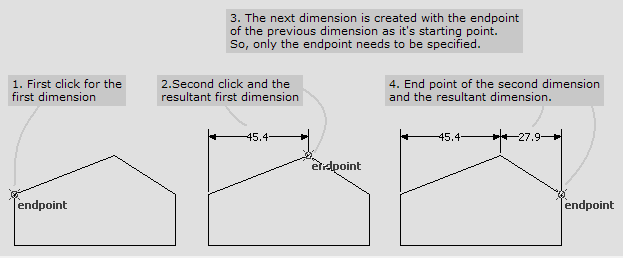 3. The next dimension is created with the endpoint
of the previous dimension as it's starting point.
So, only the endpoint needs to be specified.
1. First click for the
first dimension
2.Second click and the
resultant first dimension
4. End point of the second dimension
and the resultant dimension.
endpoint
45.4
endpoint
45.4
27.9
endpoint